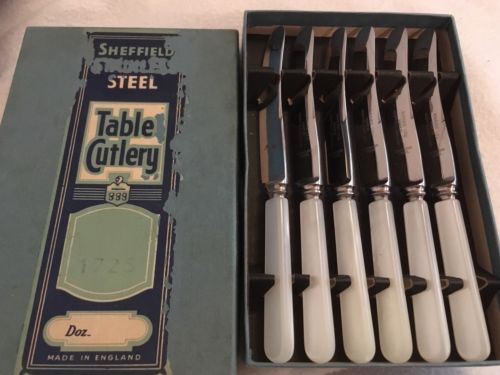 SHEFFIELD
STAINLESS
STEEL
Table
Cutlery
999
1725
Doz.
MADE IN ENGLAND